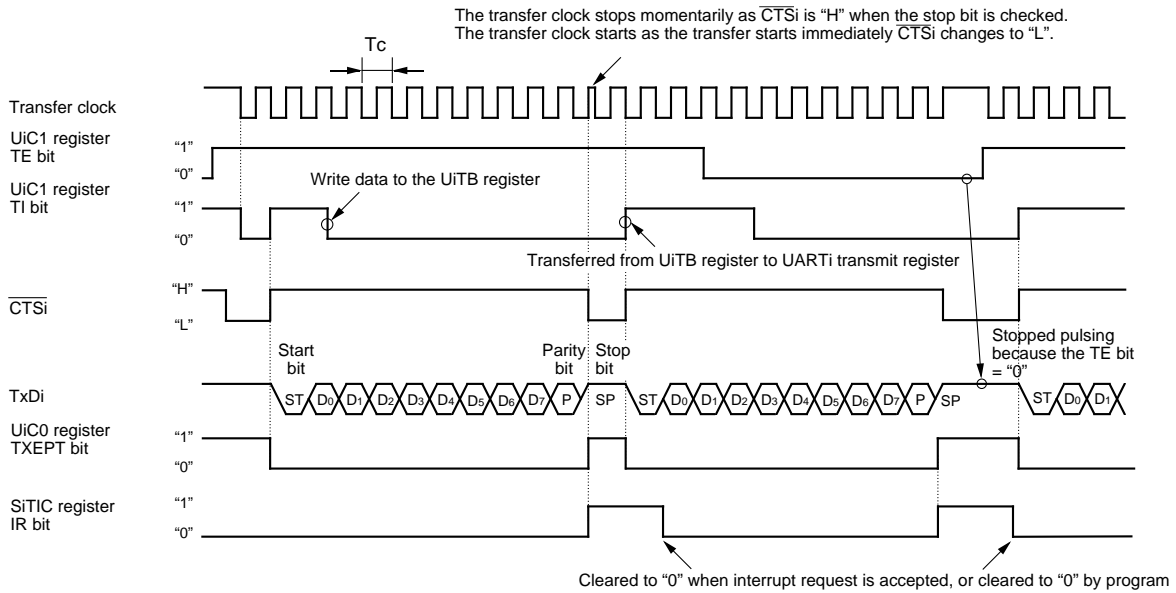 The transfer clock stops momentarily as CTSi is “H” when the stop bit is checked.
The transfer clock starts as the transfer starts immediately CTSi changes to “L”.
Tc
Transfer clock
UiC1 register
TE bit
“1”
“0”
Write data to the UiTB register
UiC1 register
TI bit
“1”
“0”
Transferred from UiTB register to UARTi transmit register
CTSi
“H”
“L”
Start
bit
Parity
bit
Stop
bit
Stopped pulsing
because the TE bit
= “0”
TxDi
ST D0 D1 D2 D3 D4 D5 D6 D7 P SP ST D0 D1 D2 D3 D4 D5 D6 D7 P SP ST D0 D1
UiC0 register
TXEPT bit
“1”
“0”
SiTIC register
IR bit
“1”
“0”
Cleared to “0” when interrupt request is accepted, or cleared to “0” by program